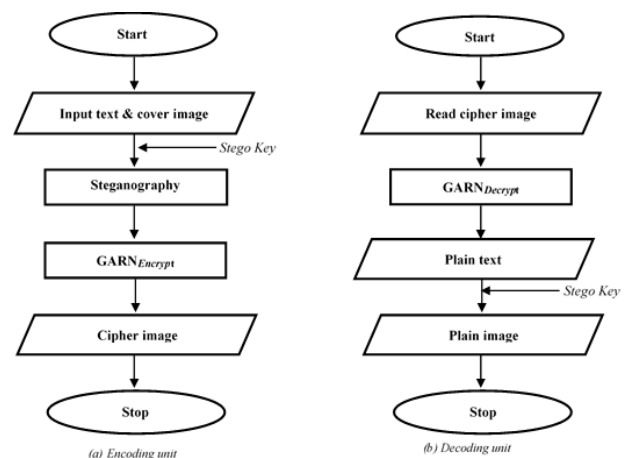 Start
Input text & cover image
Stego Key
Steganography
GARNEncrypt
Cipher image
Stop
(a) Encoding unit
Start
Read cipher image
GARNDecrypt
Plain text
Stego Key
Plain image
Stop
(b) Decoding unit